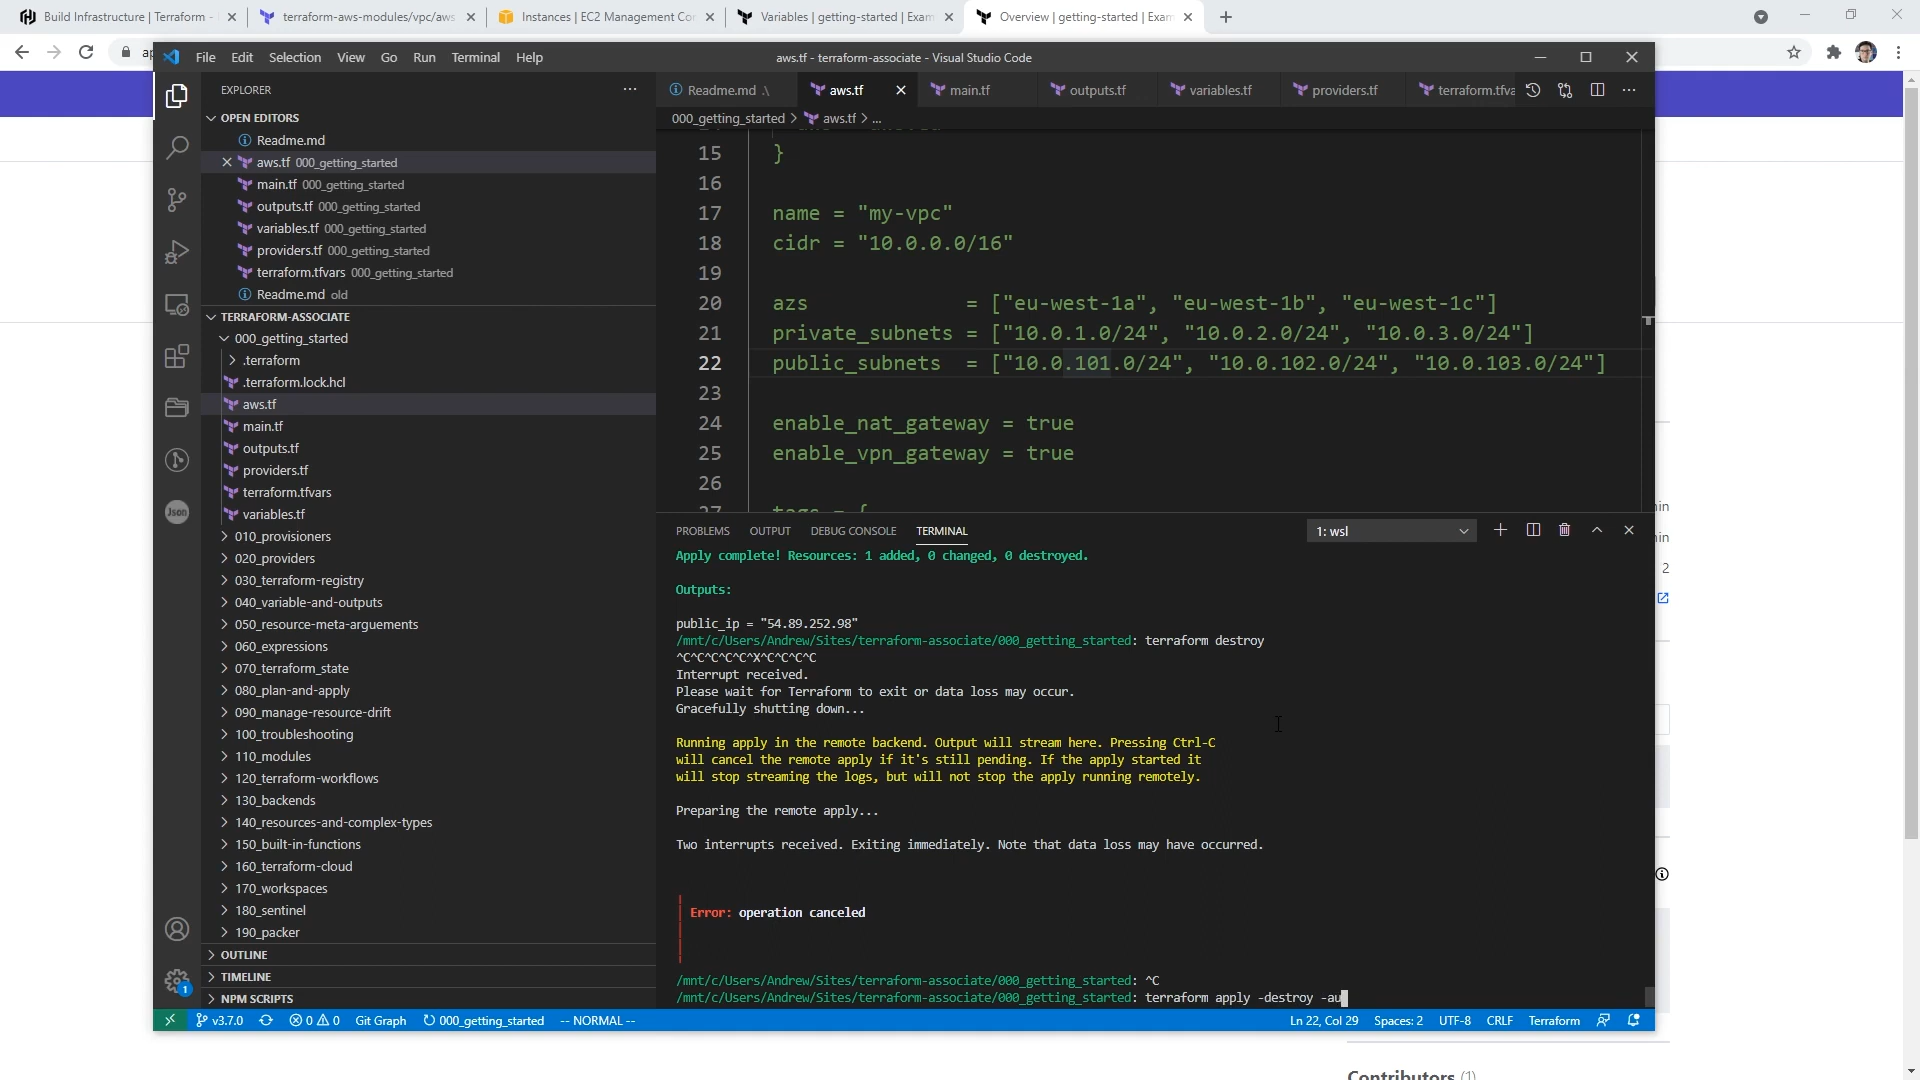 Build Infrastructure | Terraform -
terraform-aws-modules/vpc/aws
Instances | EC2 Management Cor
Variables | getting-started | Exam
Overview | getting-started | Exam
ap
File Edit Selection View Go Run Terminal Help
aws.tf - terraform-associate - Visual Studio Code
EXPLORER
OPEN EDITORS
Readme.md
aws.tf 000_getting_started
main.tf 000_getting_started
outputs.tf 000_getting_started
variables.tf 000_getting_started
providers.tf 000_getting_started
terraform.tfvars 000_getting_started
Readme.md old
TERRAFORM-ASSOCIATE
000_getting_started
.terraform
.terraform.lock.hcl
aws.tf
main.tf
outputs.tf
providers.tf
terraform.tfvars
variables.tf
010_provisioners
020_providers
030_terraform-registry
040_variable-and-outputs
050_resource-meta-arguements
060_expressions
070_terraform_state
080_plan-and-apply
090_manage-resource-drift
100_troubleshooting
110_modules
120_terraform-workflows
130_backends
140_resources-and-complex-types
150_built-in-functions
160_terraform-cloud
170_workspaces
180_sentinel
190_packer
OUTLINE
TIMELINE
NPM SCRIPTS
Json
1
Readme.md .\
aws.tf
main.tf
outputs.tf
variables.tf
providers.tf
terraform.tfva
000_getting_started > aws.tf > ...
15 }
16
17 name = "my-vpc"
18 cidr = "10.0.0.0/16"
19
20 azs = ["eu-west-1a", "eu-west-1b", "eu-west-1c"]
21 private_subnets = ["10.0.1.0/24", "10.0.2.0/24", "10.0.3.0/24"]
22 public_subnets = ["10.0.101.0/24", "10.0.102.0/24", "10.0.103.0/24"]
23
24 enable_nat_gateway = true
25 enable_vpn_gateway = true
26
27 tags = {
PROBLEMS OUTPUT DEBUG CONSOLE TERMINAL
1: wsl
Apply complete! Resources: 1 added, 0 changed, 0 destroyed.
Outputs:
public_ip = "54.89.252.98"
/mnt/c/Users/Andrew/Sites/terraform-associate/000_getting_started: terraform destroy
^C^C^C^C^C^X^C^C^C^C
Interrupt received.
Please wait for Terraform to exit or data loss may occur.
Gracefully shutting down...
Running apply in the remote backend. Output will stream here. Pressing Ctrl-C
will cancel the remote apply if it's still pending. If the apply started it
will stop streaming the logs, but will not stop the apply running remotely.
Preparing the remote apply...
Two interrupts received. Exiting immediately. Note that data loss may have occurred.
Error: operation canceled
/mnt/c/Users/Andrew/Sites/terraform-associate/000_getting_started: ^C
/mnt/c/Users/Andrew/Sites/terraform-associate/000_getting_started: terraform apply -destroy -au
v3.7.0
0 0
Git Graph
000_getting_started
-- NORMAL --
Ln 22, Col 29 Spaces: 2 UTF-8 CRLF Terraform
in
in
2
Contributors (1)